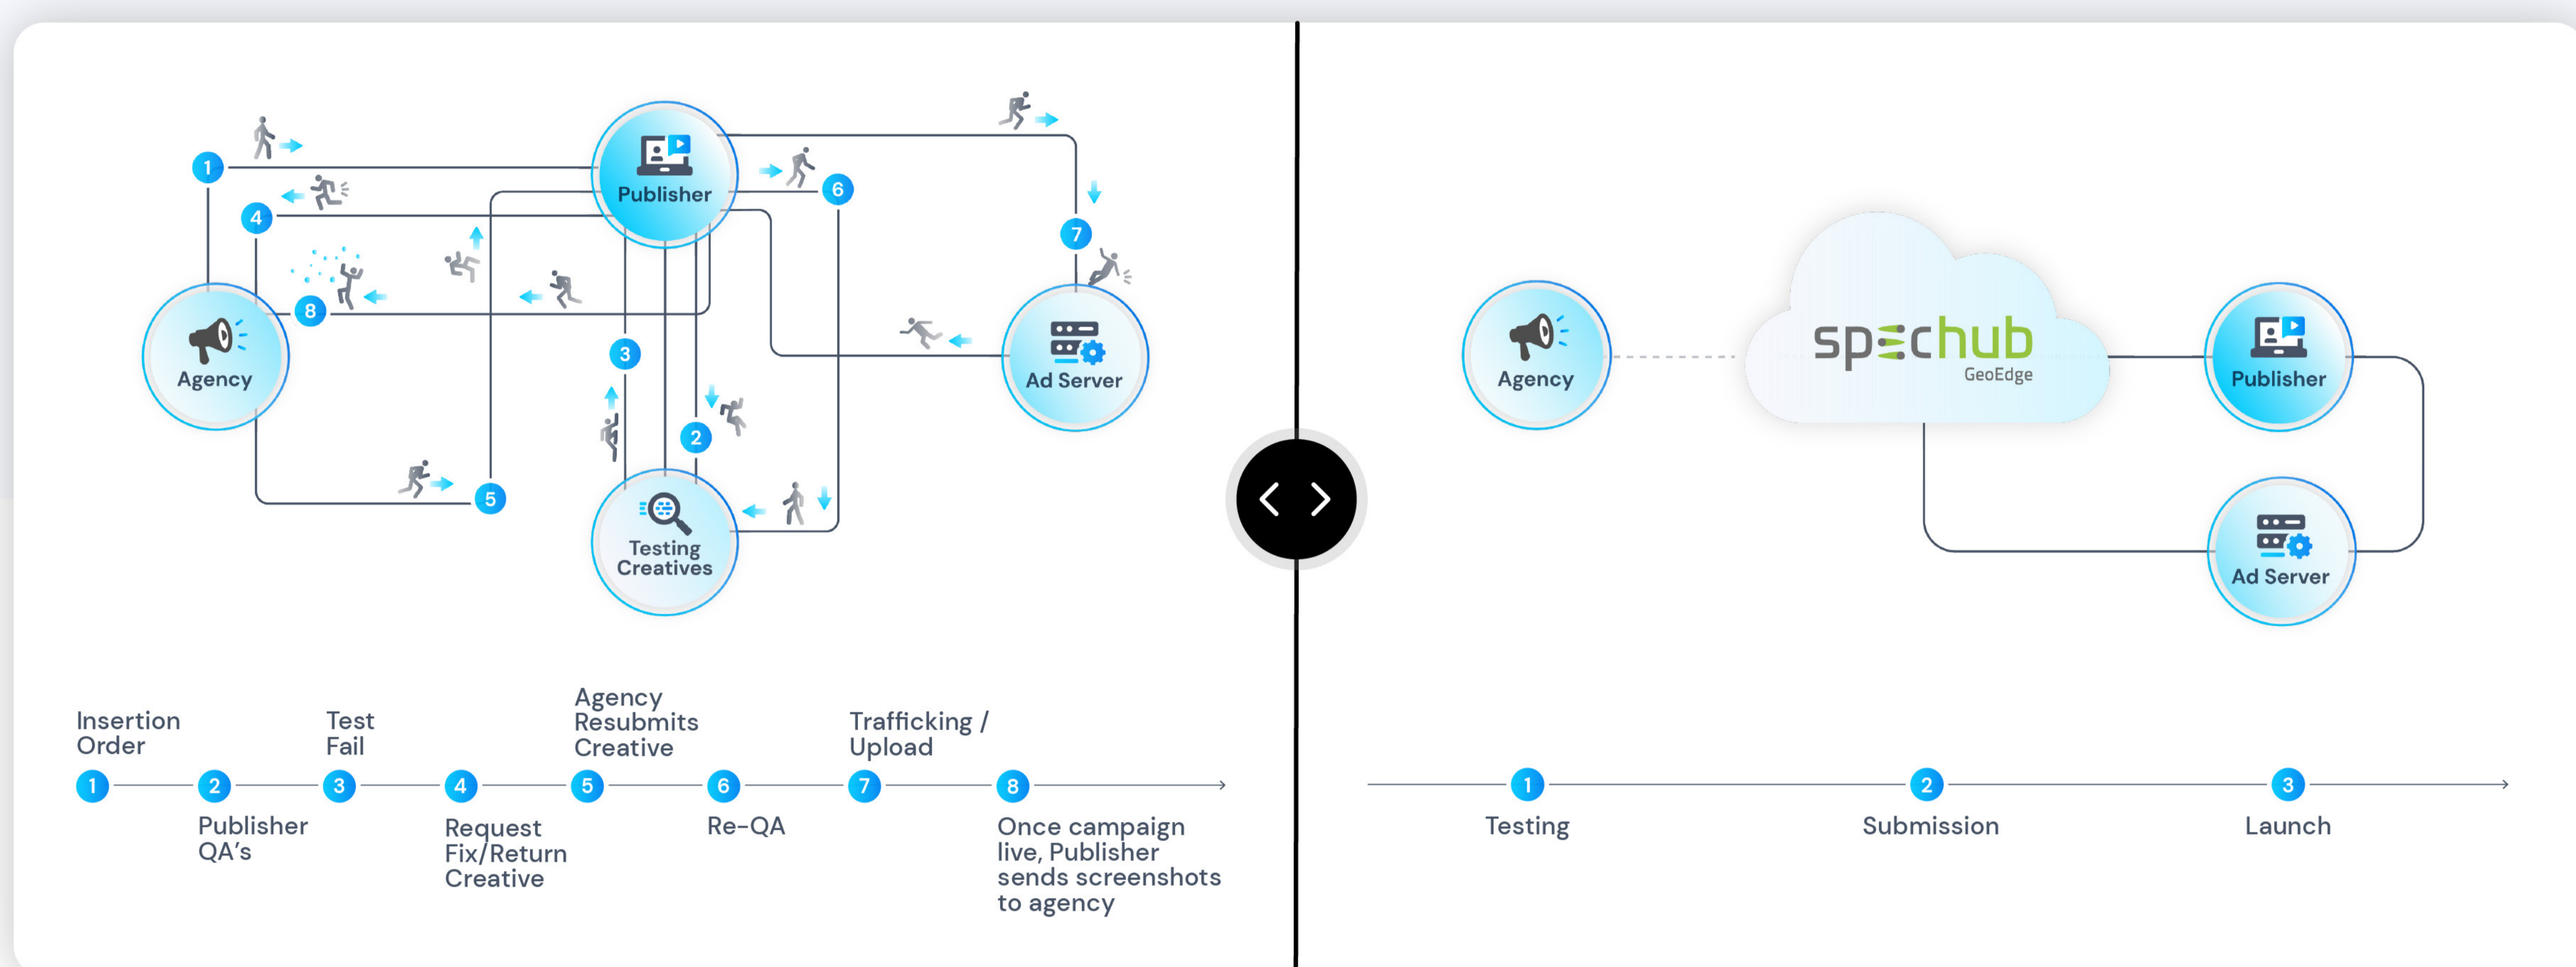 1
Publisher
6
4
7
8
Agency
3
Ad Server
2
5
Testing
Creatives
Insertion
Order
Test
Fail
Agency
Resubmits
Creative
Trafficking /
Upload
1
2
3
4
5
6
7
8
Publisher
QA’s
Request
Fix/Return
Creative
Re-QA
Once campaign
live, Publisher
sends screenshots
to agency
Agency
spechub
GeoEdge
Publisher
Ad Server
1
2
3
Testing
Submission
Launch